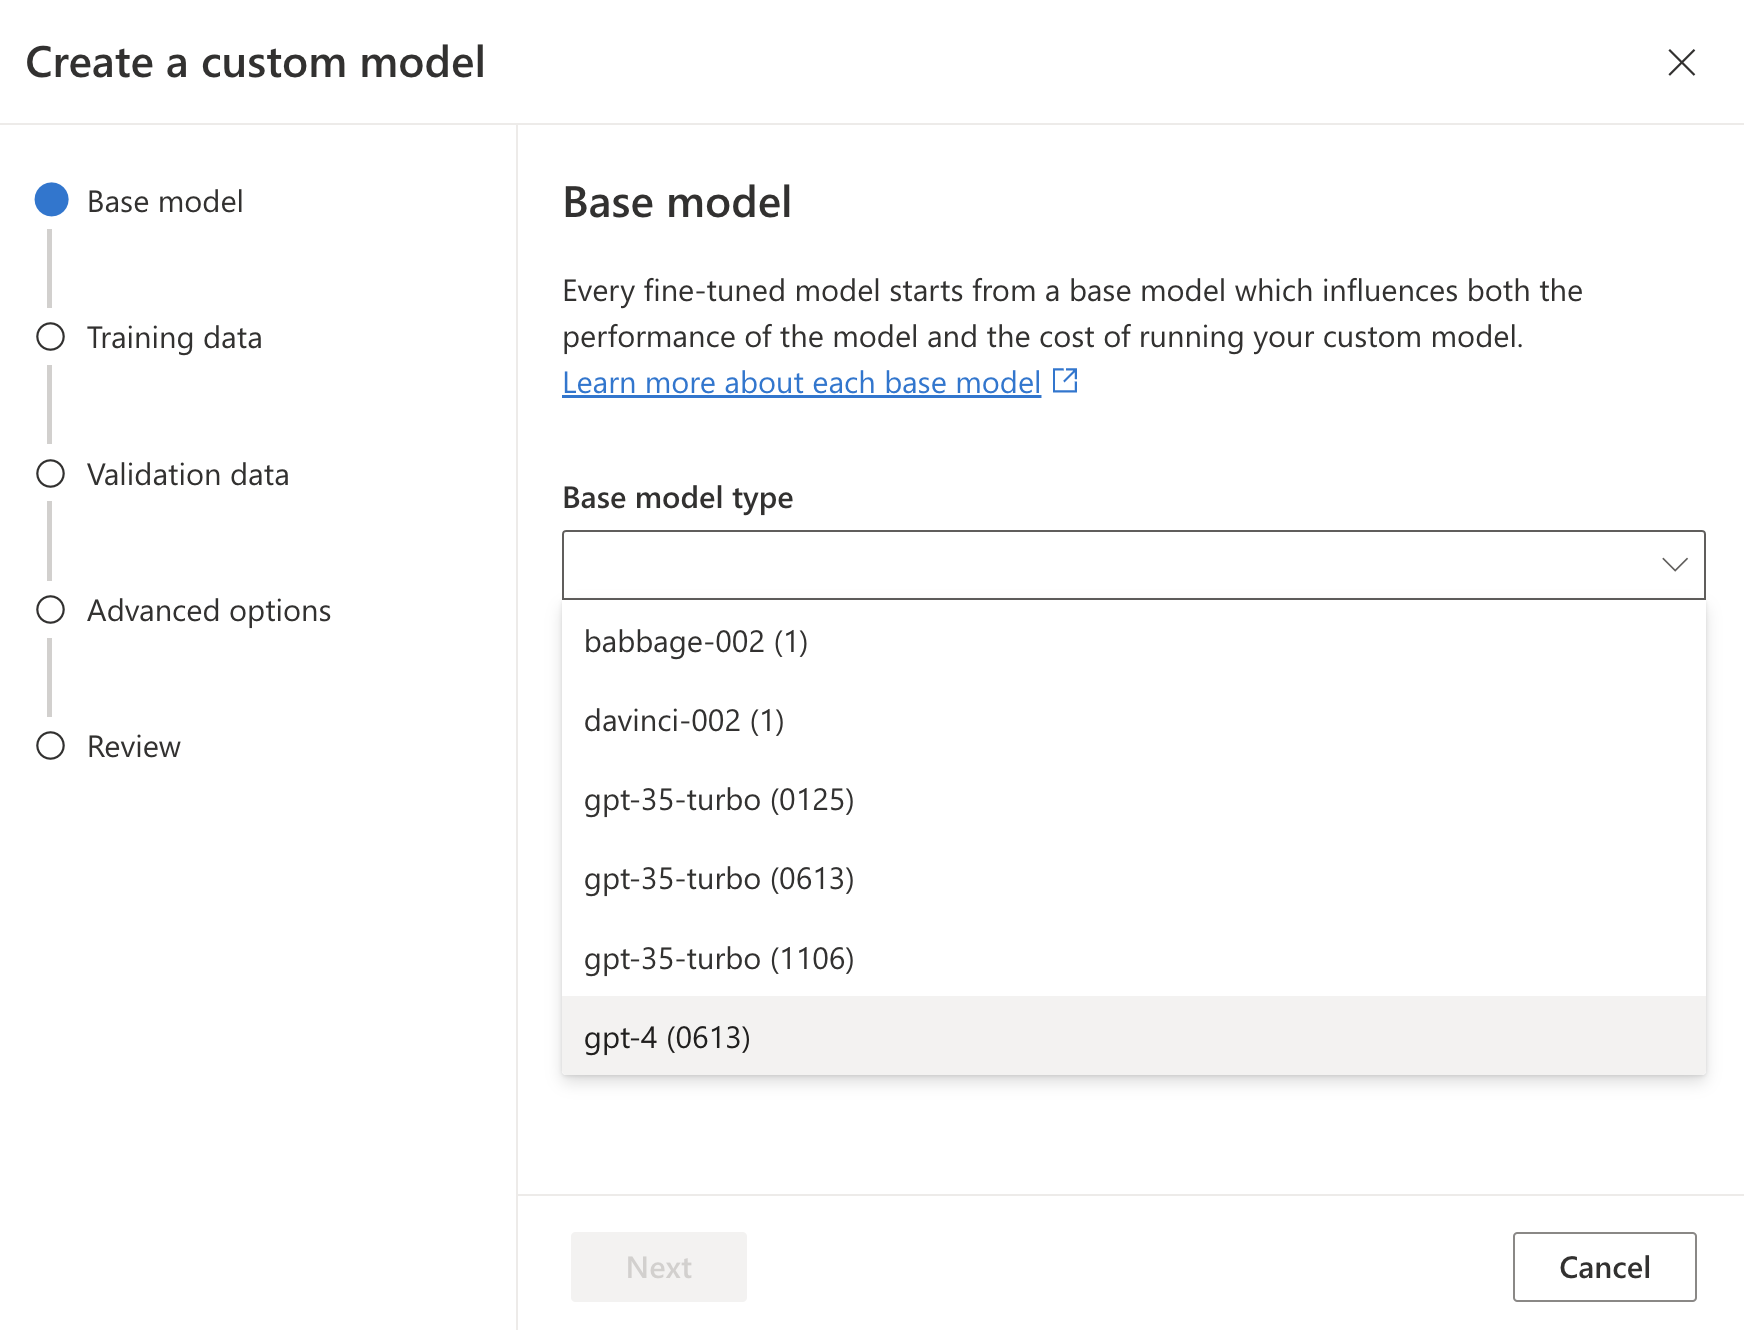 Create a custom model
Base model
Training data
Validation data
Advanced options
Review
Base model
Every fine-tuned model starts from a base model which influences both the
performance of the model and the cost of running your custom model.
Learn more about each base model
Base model type
babbage-002 (1)
davinci-002 (1)
gpt-35-turbo (0125)
gpt-35-turbo (0613)
gpt-35-turbo (1106)
gpt-4 (0613)
Next
Cancel